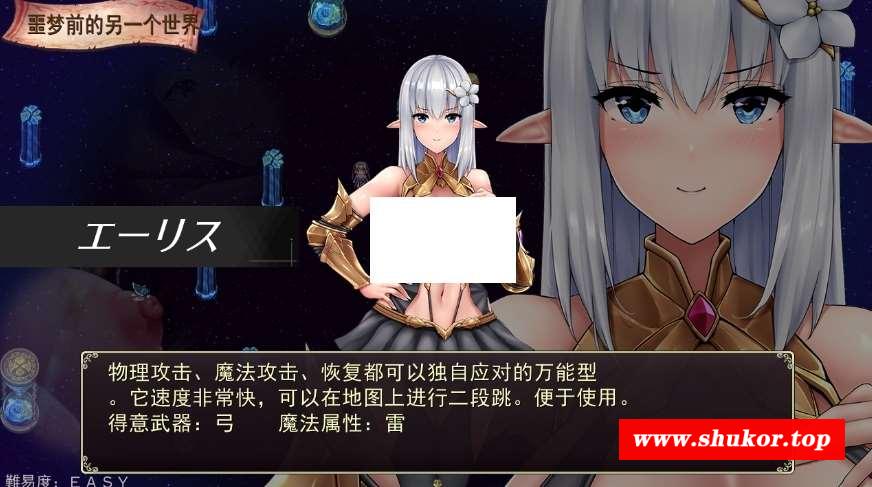 噩梦前的另一个世界
エーリス
物理攻击、魔法攻击、恢复都可以独自应对的万能型
。它速度非常快，可以在地图上进行二段跳。便于使用。
得意武器：弓　　魔法属性：雷
www.shukor.top
難易度：ＥＡＳＹ